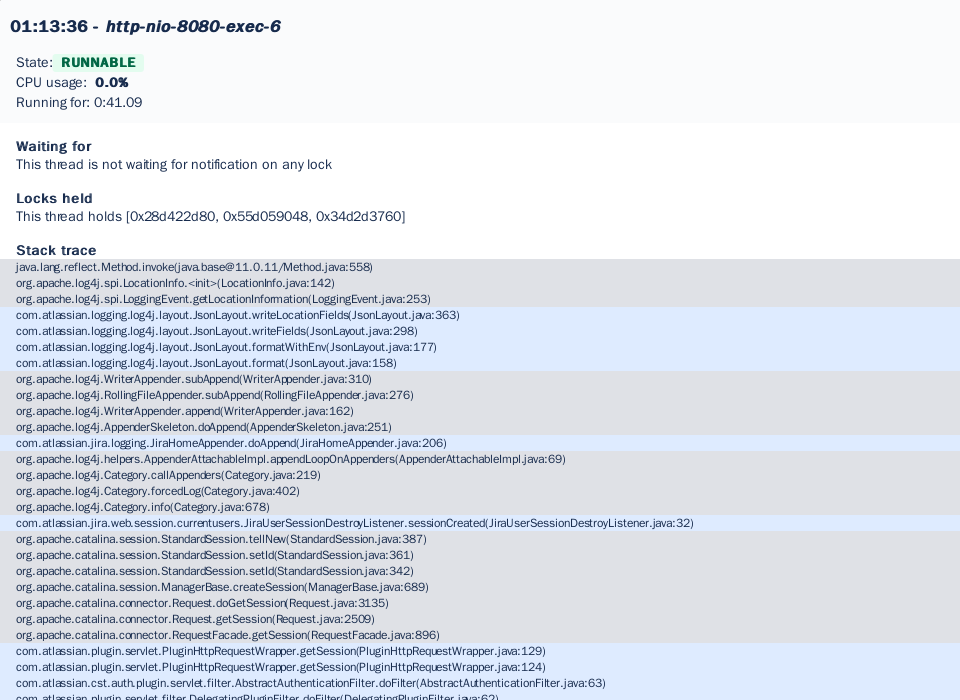 01:13:36 - http-nio-8080-exec-6
State: RUNNABLE
CPU usage: 0.0%
Running for: 0:41.09
Waiting for
This thread is not waiting for notification on any lock
Locks held
This thread holds [0x28d422d80, 0x55d059048, 0x34d2d3760]
Stack trace
java.lang.reflect.Method.invoke(java.base@11.0.11/Method.java:558)
org.apache.log4j.spi.LocationInfo.<init>(LocationInfo.java:142)
org.apache.log4j.spi.LoggingEvent.getLocationInformation(LoggingEvent.java:253)
com.atlassian.logging.log4j.layout.JsonLayout.writeLocationFields(JsonLayout.java:363)
com.atlassian.logging.log4j.layout.JsonLayout.writeFields(JsonLayout.java:298)
com.atlassian.logging.log4j.layout.JsonLayout.formatWithEnv(JsonLayout.java:177)
com.atlassian.logging.log4j.layout.JsonLayout.format(JsonLayout.java:158)
org.apache.log4j.WriterAppender.subAppend(WriterAppender.java:310)
org.apache.log4j.RollingFileAppender.subAppend(RollingFileAppender.java:276)
org.apache.log4j.WriterAppender.append(WriterAppender.java:162)
org.apache.log4j.AppenderSkeleton.doAppend(AppenderSkeleton.java:251)
com.atlassian.jira.logging.JiraHomeAppender.doAppend(JiraHomeAppender.java:206)
org.apache.log4j.helpers.AppenderAttachableImpl.appendLoopOnAppenders(AppenderAttachableImpl.java:69)
org.apache.log4j.Category.callAppenders(Category.java:219)
org.apache.log4j.Category.forcedLog(Category.java:402)
org.apache.log4j.Category.info(Category.java:678)
com.atlassian.jira.web.session.currentusers.JiraUserSessionDestroyListener.sessionCreated(JiraUserSessionDestroyListener.java:32)
org.apache.catalina.session.StandardSession.tellNew(StandardSession.java:387)
org.apache.catalina.session.StandardSession.setId(StandardSession.java:361)
org.apache.catalina.session.StandardSession.setId(StandardSession.java:342)
org.apache.catalina.session.ManagerBase.createSession(ManagerBase.java:689)
org.apache.catalina.connector.Request.doGetSession(Request.java:3135)
org.apache.catalina.connector.Request.getSession(Request.java:2509)
org.apache.catalina.connector.RequestFacade.getSession(RequestFacade.java:896)
com.atlassian.plugin.servlet.PluginHttpRequestWrapper.getSession(PluginHttpRequestWrapper.java:129)
com.atlassian.plugin.servlet.PluginHttpRequestWrapper.getSession(PluginHttpRequestWrapper.java:124)
com.atlassian.cst.auth.plugin.servlet.filter.AbstractAuthenticationFilter.doFilter(AbstractAuthenticationFilter.java:63)
com.atlassian.plugin.servlet.filter.DelegatingPluginFilter.doFilter(DelegatingPluginFilter.java:62)